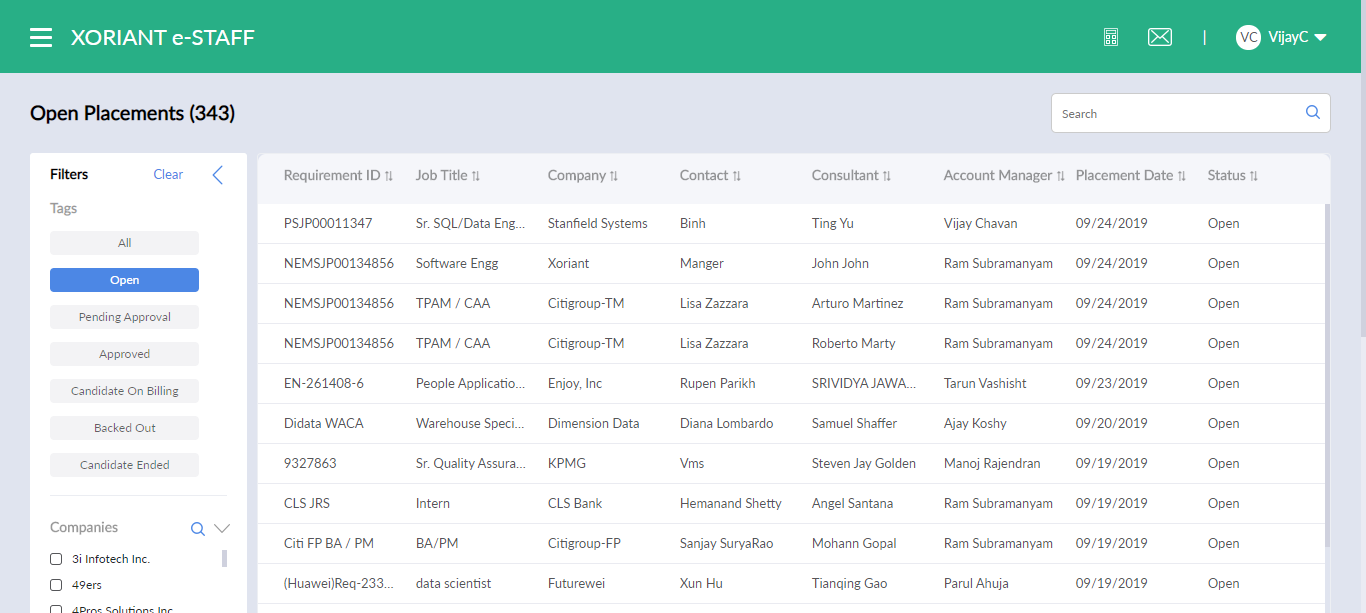 XORIANT e-STAFF
VC VijayC
Open Placements (343)
Search
Filters Clear
Tags
All
Open
Pending Approval
Approved
Candidate On Billing
Backed Out
Candidate Ended
Companies
3i Infotech Inc.
49ers
4Pros Solutions Inc
Requirement ID Job Title Company Contact Consultant Account Manager Placement Date Status
PSJP00011347 Sr. SQL/Data Eng... Stanfield Systems Binh Ting Yu Vijay Chavan 09/24/2019 Open
NEMSJP00134856 Software Engg Xoriant Manger John John Ram Subramanyam 09/24/2019 Open
NEMSJP00134856 TPAM / CAA Citigroup-TM Lisa Zazzara Arturo Martinez Ram Subramanyam 09/24/2019 Open
NEMSJP00134856 TPAM / CAA Citigroup-TM Lisa Zazzara Roberto Marty Ram Subramanyam 09/24/2019 Open
EN-261408-6 People Applicatio... Enjoy, Inc Rupen Parikh SRIVIDYA JAWA... Tarun Vashisht 09/23/2019 Open
Didata WACA Warehouse Speci... Dimension Data Diana Lombardo Samuel Shaffer Ajay Koshy 09/20/2019 Open
9327863 Sr. Quality Assura... KPMG Vms Steven Jay Golden Manoj Rajendran 09/19/2019 Open
CLS JRS Intern CLS Bank Hemanand Shetty Angel Santana Ram Subramanyam 09/19/2019 Open
Citi FP BA / PM BA/PM Citigroup-FP Sanjay SuryaRao Mohann Gopal Ram Subramanyam 09/19/2019 Open
(Huawei)Req-233... data scientist Futurewei Xun Hu Tianqing Gao Parul Ahuja 09/19/2019 Open